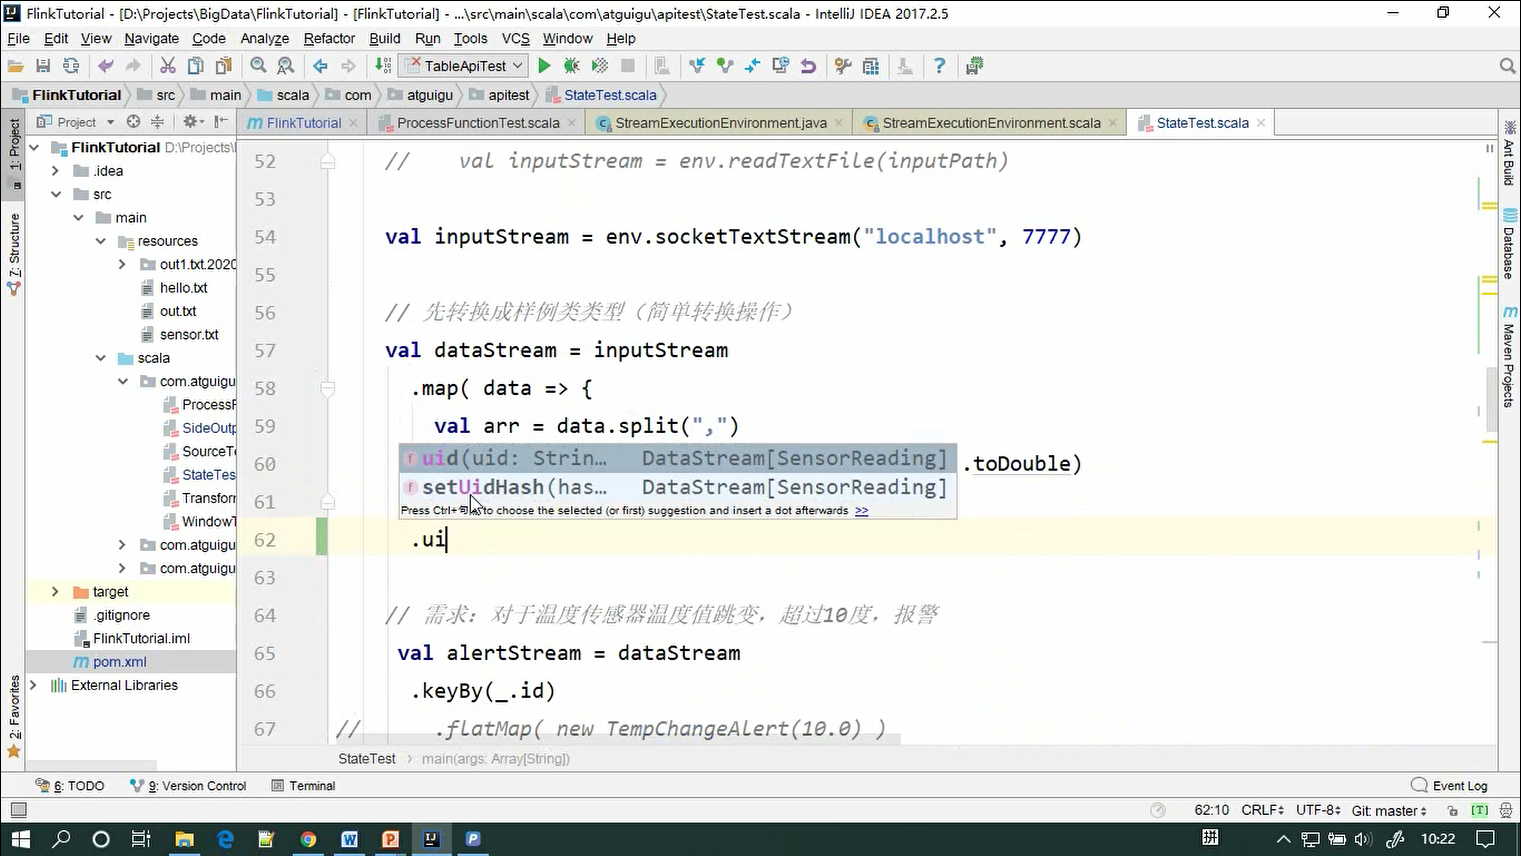 FlinkTutorial - [D:\Projects\BigData\FlinkTutorial] - [FlinkTutorial] - ...\src\main\scala\com\atguigu\apitest\StateTest.scala - IntelliJ IDEA 2017.2.5
File Edit View Navigate Code Analyze Refactor Build Run Tools VCS Window Help
TableApiTest
FlinkTutorial src main scala com atguigu apitest StateTest.scala
1: Project
7: Structure
2: Favorites
Project
FlinkTutorial ProcessFunctionTest.scala StreamExecutionEnvironment.java StreamExecutionEnvironment.scala StateTest.scala
FlinkTutorial D:\Projects\
.idea
src
main
resources
out1.txt.2020
hello.txt
out.txt
sensor.txt
scala
com.atguigu
ProcessF
SideOutp
SourceTe
StateTes
Transform
WindowT
com.atguigu
com.atguigu
target
.gitignore
FlinkTutorial.iml
pom.xml
External Libraries
52 // val inputStream = env.readTextFile(inputPath)
53
54 val inputStream = env.socketTextStream("localhost", 7777)
55
56 // 先转换成样例类类型（简单转换操作）
57 val dataStream = inputStream
58 .map( data => {
59 val arr = data.split(",")
60 .toDouble)
61
62 .ui
63
64 // 需求：对于温度传感器温度值跳变，超过10度，报警
65 val alertStream = dataStream
66 .keyBy(_.id)
67 // .flatMap( new TempChangeAlert(10.0) )
uid(uid: Strin... DataStream[SensorReading]
setUidHash(has... DataStream[SensorReading]
Press Ctrl+句点 to choose the selected (or first) suggestion and insert a dot afterwards >>
StateTest main(args: Array[String])
Ant Build
Database
Maven Projects
6: TODO 9: Version Control Terminal Event Log
62:10 CRLF UTF-8 Git: master [T]
拼 10:22